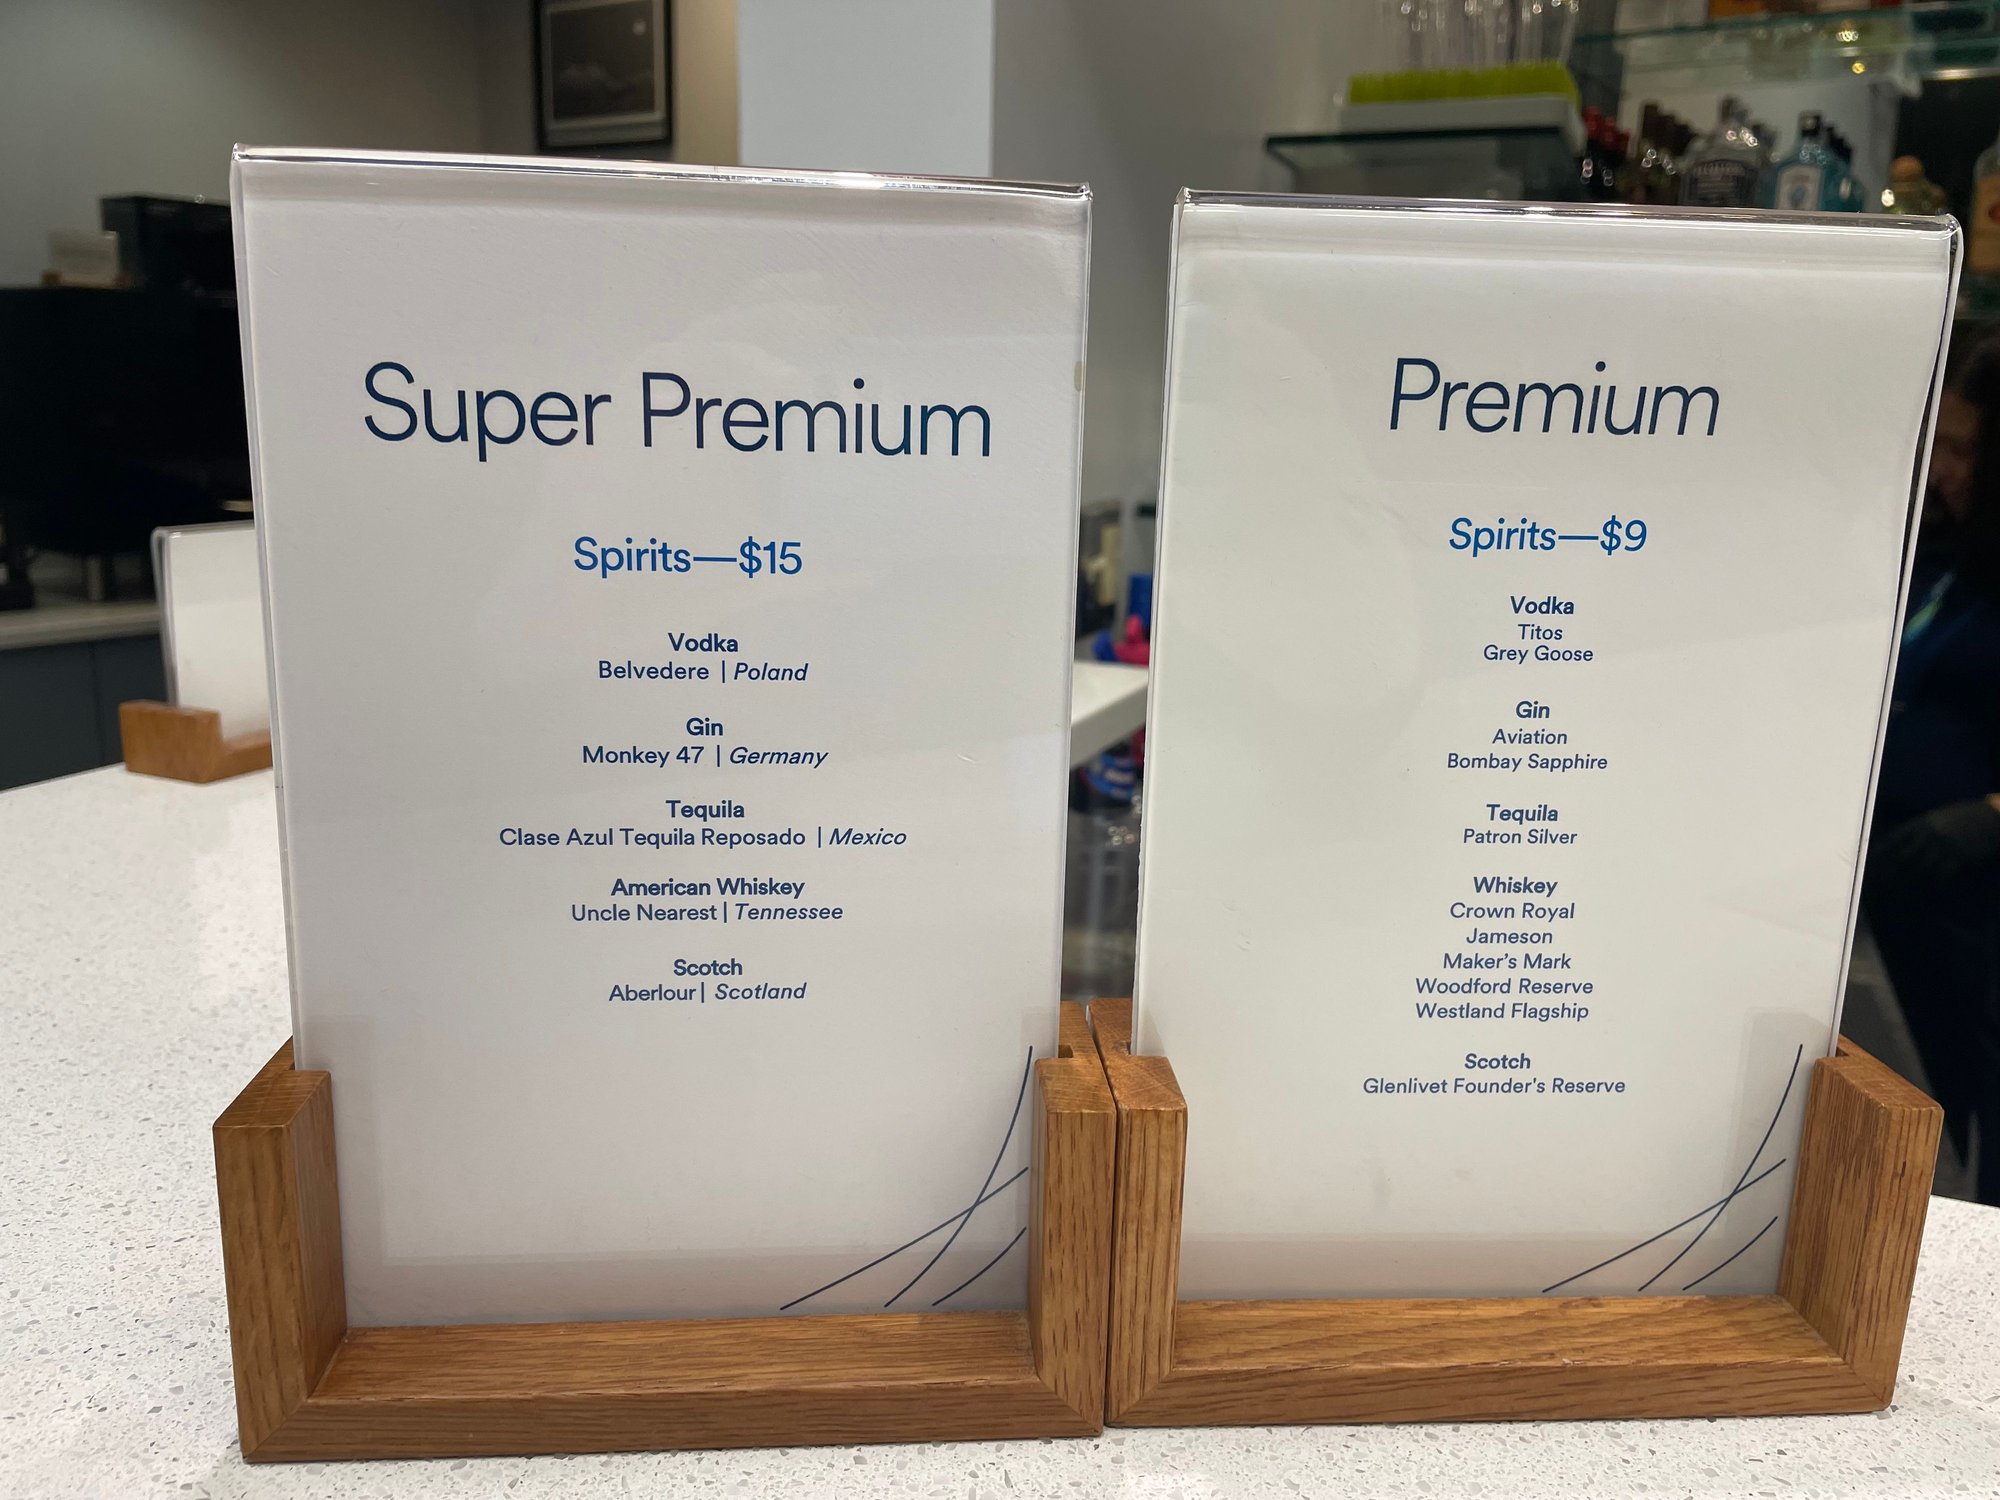 Super Premium
Spirits—$15
Vodka
Belvedere | Poland
Gin
Monkey 47 | Germany
Tequila
Clase Azul Tequila Reposado | Mexico
American Whiskey
Uncle Nearest | Tennessee
Scotch
Aberlour | Scotland
Premium
Spirits—$9
Vodka
Titos
Grey Goose
Gin
Aviation
Bombay Sapphire
Tequila
Patron Silver
Whiskey
Crown Royal
Jameson
Maker's Mark
Woodford Reserve
Westland Flagship
Scotch
Glenlivet Founder's Reserve